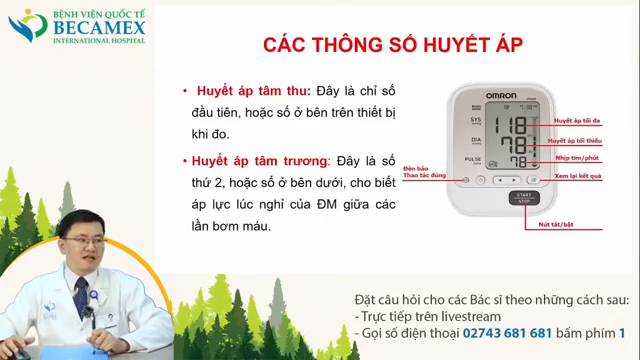 BỆNH VIỆN QUỐC TẾ
BECAMEX
INTERNATIONAL HOSPITAL
CÁC THÔNG SỐ HUYẾT ÁP
• Huyết áp tâm thu: Đây là chỉ số
đầu tiên, hoặc số ở bên trên thiết bị
khi đo.
• Huyết áp tâm trương: Đây là số
thứ 2, hoặc số ở bên dưới, cho biết
áp lực lúc nghỉ của ĐM giữa các
lần bơm máu.
OMRON
SYS
118
Huyết áp tối đa
DIA
78
Huyết áp tối thiểu
PULSE
78
Nhịp tim/phút
Đèn báo
Thao tác đúng
Xem lại kết quả
START
STOP
Nút tắt/bật
Đặt câu hỏi cho các Bác sĩ theo những cách sau:
- Trực tiếp trên livestream
- Gọi số điện thoại 02743 681 681 bấm phím 1